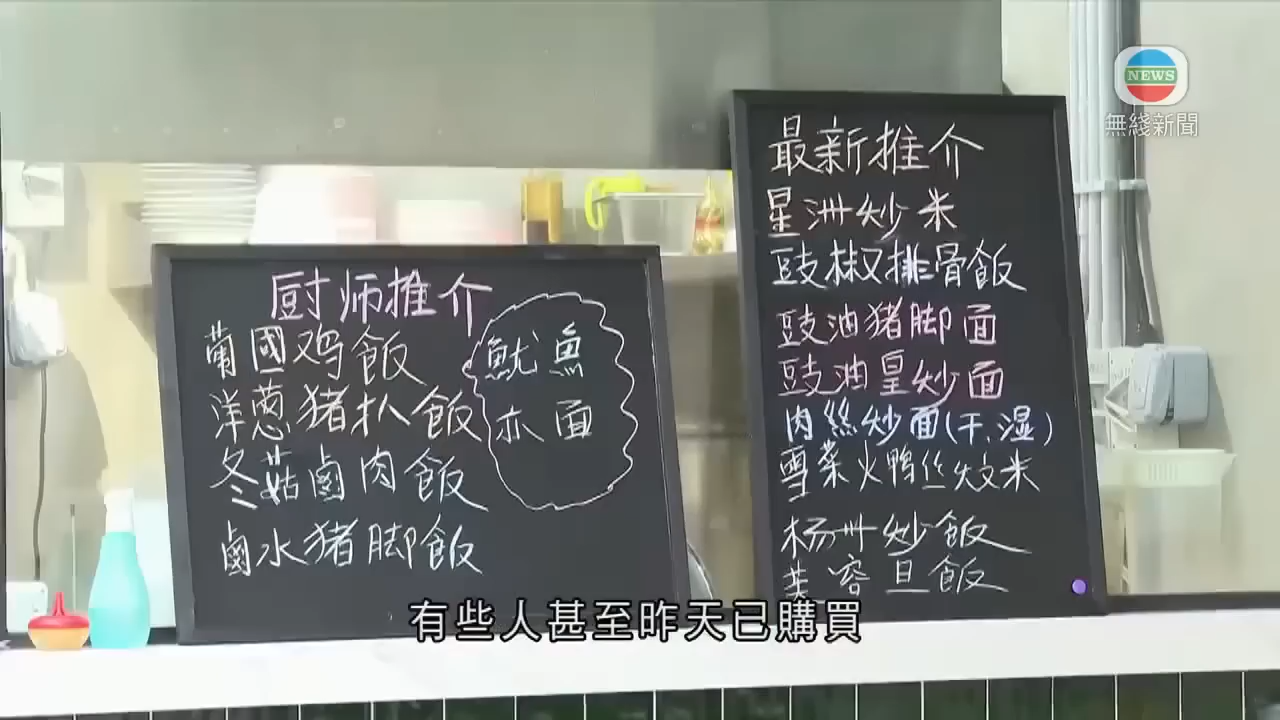 厨师推介
葡國鸡飯
洋葱猪扒飯
冬菇鹵肉飯
鹵水猪脚飯
魷魚
面
最新推介
星洲炒米
豉椒排骨飯
豉油猪脚面
豉油皇炒面
肉絲炒面(干、湿)
雪菜火鴨丝炆米
杨州炒飯
芙容旦飯
NEWS
無綫新聞
有些人甚至昨天已購買